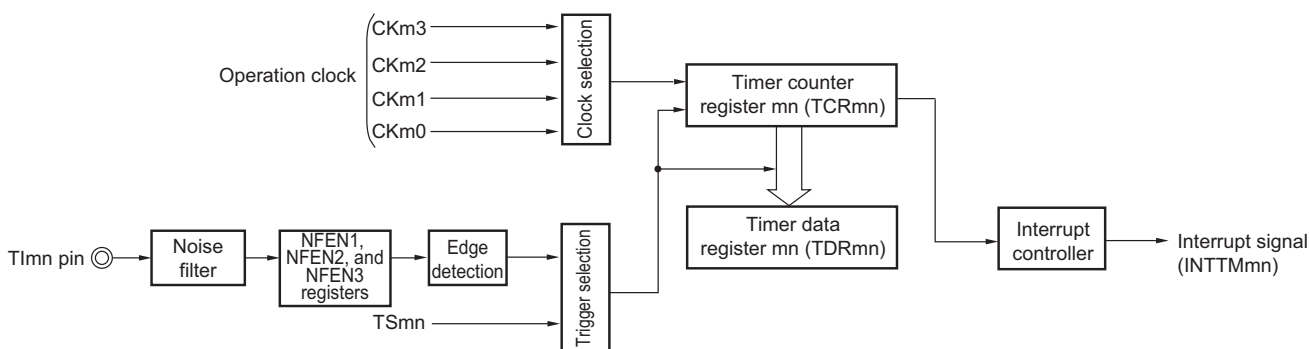 Operation clock
CKm3
CKm2
CKm1
CKm0
Clock selection
Timer counter
register mn (TCRmn)
Timer data
register mn (TDRmn)
TImn pin
Noise
filter
NFEN1,
NFEN2, and
NFEN3
registers
Edge
detection
TSmn
Trigger selection
Interrupt
controller
Interrupt signal
(INTTMmn)